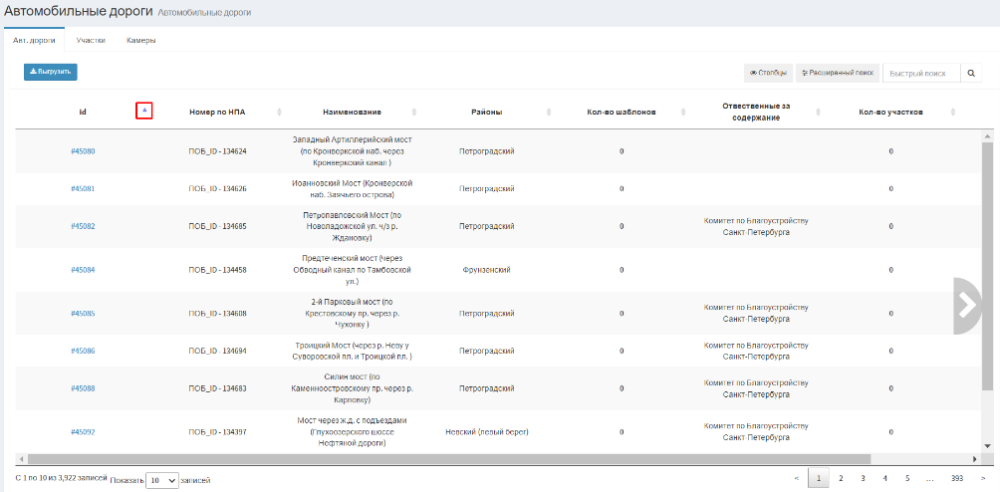 Автомобильные дороги Автомобильные дороги
Авт. дороги Участки Камеры
Выгрузить Столбцы Расширенный поиск Быстрый поиск
Id Номер по НПА Наименование Районы Кол-во шаблонов Отвественные за содержание Кол-во участков
#45080 ПОБ_ID - 134624 Западный Артиллерийский мост (по Кронверкской наб. через Кронверкский канал ) Петроградский 0 0
#45081 ПОБ_ID - 134626 Иоанновский Мост (Кронверкской наб. Заячьего острова) Петроградский 0 0
#45082 ПОБ_ID - 134685 Петропавловский Мост (по Новоладожской ул. ч/з р. Ждановку) Петроградский 0 Комитет по Благоустройству Санкт-Петербурга 0
#45084 ПОБ_ID - 134458 Предтеченский мост (через Обводный канал по Тамбовской ул.) Фрунзенский 0 0
#45085 ПОБ_ID - 134608 2-й Парковый мост (по Крестовскому пр. через р. Чухонку ) Петроградский 0 Комитет по Благоустройству Санкт-Петербурга 0
#45086 ПОБ_ID - 134694 Троицкий Мост (через р. Неву у Суворовской пл. и Троицкой пл. ) Петроградский 0 Комитет по Благоустройству Санкт-Петербурга 0
#45088 ПОБ_ID - 134683 Силин мост (по Каменноостровскому пр. через р. Карповку) Петроградский 0 Комитет по Благоустройству Санкт-Петербурга 0
#45092 ПОБ_ID - 134397 Мост через ж.д. с подъездами (Глухоозерского шоссе Нефтяной дороги) Невский (левый берег) 0 Комитет по Благоустройству Санкт-Петербурга 0
С 1 по 10 из 3,922 записей Показать 10 записей < 1 2 3 4 5 ... 393 >